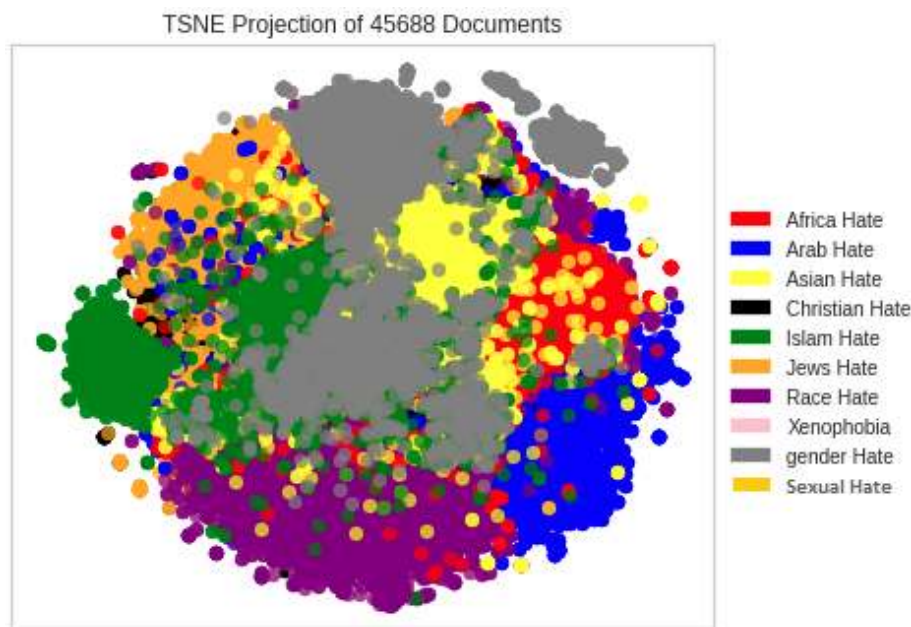 TSNE Projection of 45688 Documents
Africa Hate
Arab Hate
Asian Hate
Christian Hate
Islam Hate
Jews Hate
Race Hate
Xenophobia
gender Hate
Sexual Hate